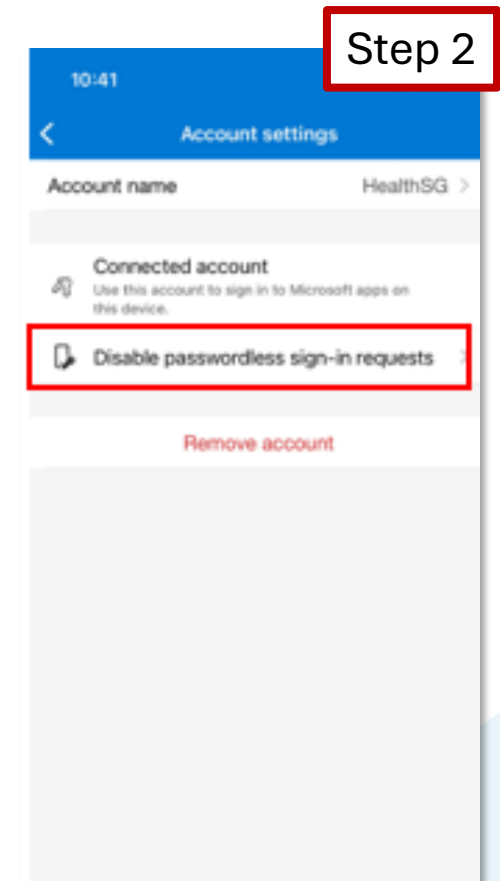 Step 2
10:41
Account settings
Account name HealthSG
Connected account
Use this account to sign in to Microsoft apps on
this device.
Disable passwordless sign-in requests
Remove account